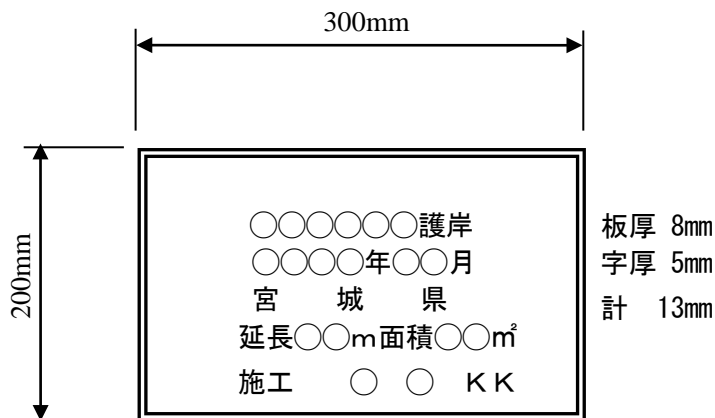 300mm
200mm
○○○○○○護岸
○○○○年○○月
宮　城　県
延長○○ｍ面積○○㎡
施工　○　○　ＫＫ
板厚 8mm
字厚 5mm
計　13mm